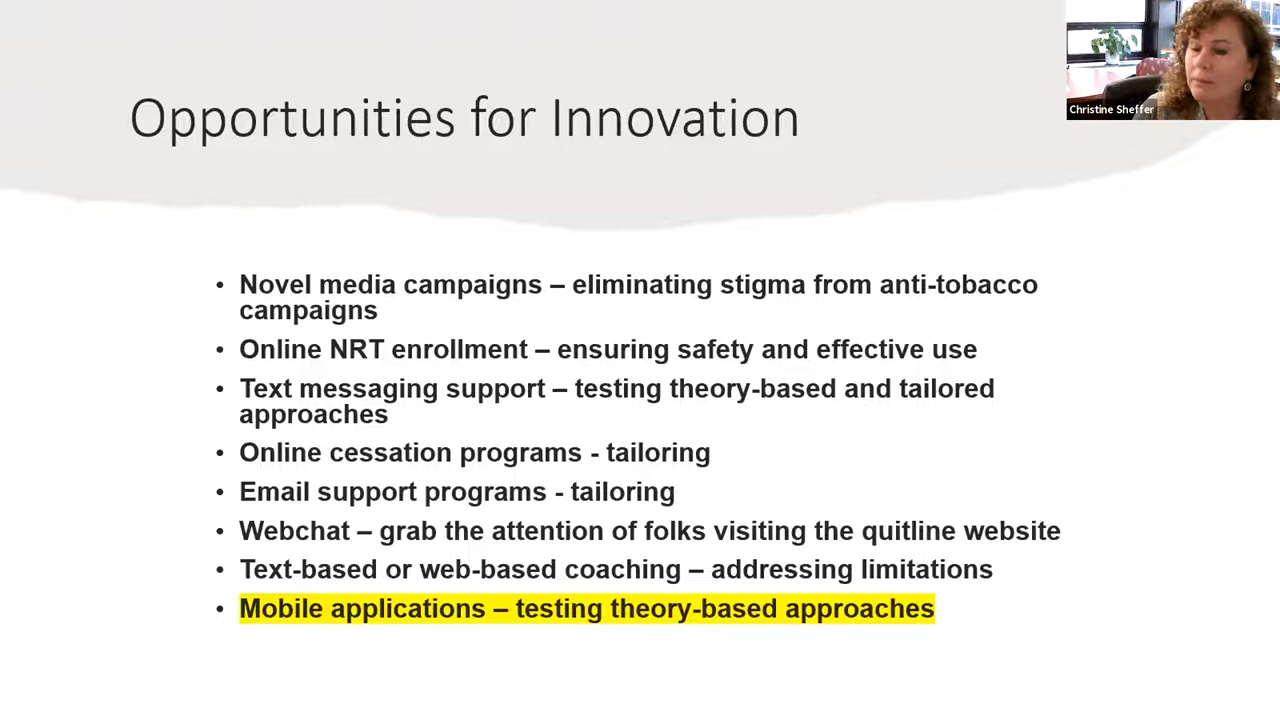 Christine Sheffer
Opportunities for Innovation
• Novel media campaigns – eliminating stigma from anti-tobacco
campaigns
• Online NRT enrollment – ensuring safety and effective use
• Text messaging support – testing theory-based and tailored
approaches
• Online cessation programs - tailoring
• Email support programs - tailoring
• Webchat – grab the attention of folks visiting the quitline website
• Text-based or web-based coaching – addressing limitations
• Mobile applications – testing theory-based approaches